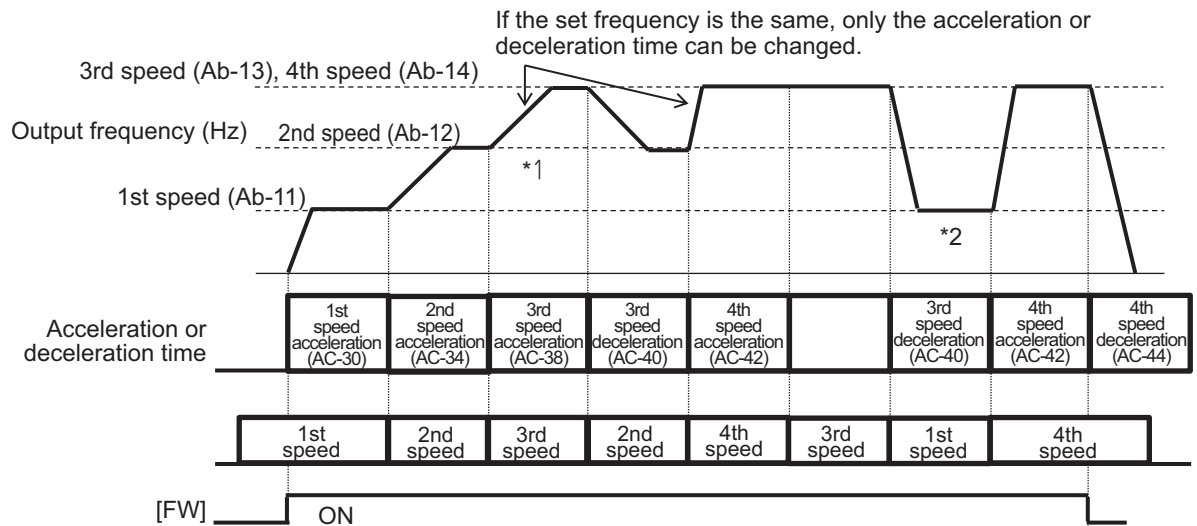 If the set frequency is the same, only the acceleration or
deceleration time can be changed.
3rd speed (Ab-13), 4th speed (Ab-14)
Output frequency (Hz)
2nd speed (Ab-12)
*1
1st speed (Ab-11)
*2
Acceleration or
deceleration time
1st
speed
acceleration
(AC-30)
2nd
speed
acceleration
(AC-34)
3rd
speed
acceleration
(AC-38)
3rd
speed
deceleration
(AC-40)
4th
speed
acceleration
(AC-42)
3rd
speed
deceleration
(AC-40)
4th
speed
acceleration
(AC-42)
4th
speed
deceleration
(AC-44)
1st
speed
2nd
speed
3rd
speed
2nd
speed
4th
speed
3rd
speed
1st
speed
4th
speed
[FW]
ON